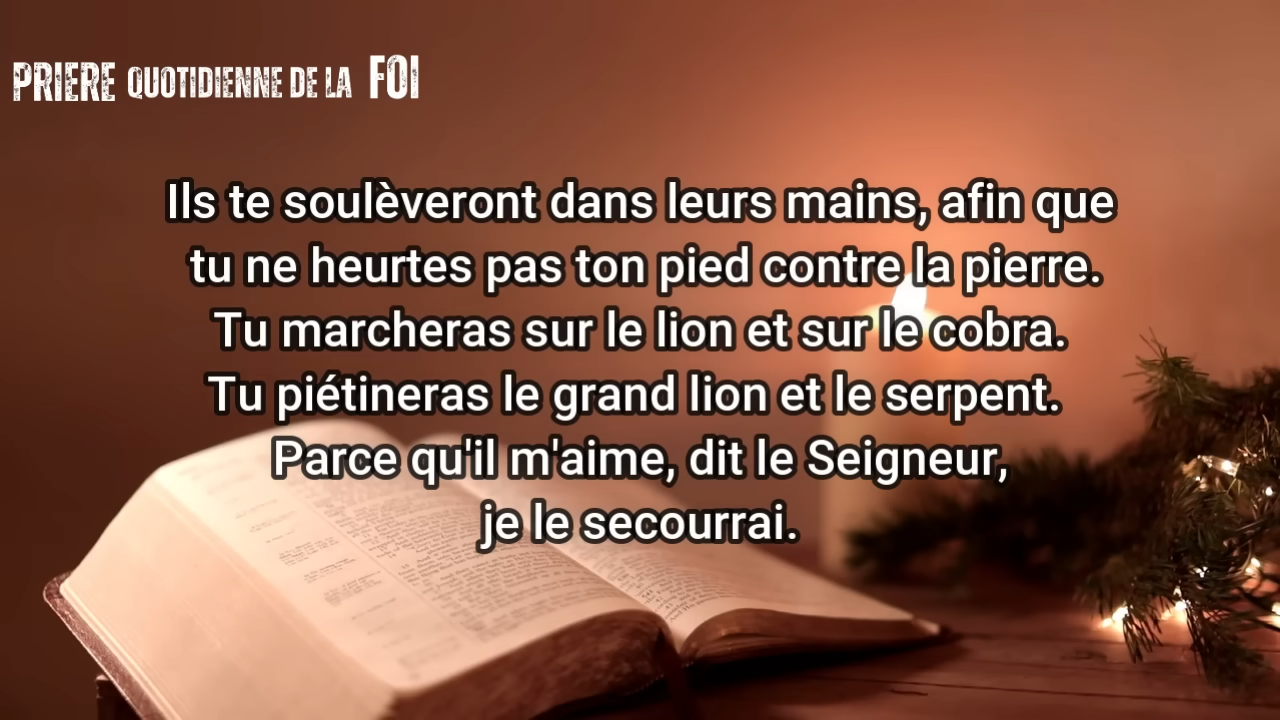 PRIERE QUOTIDIENNE DE LA FOI
Ils te soulèveront dans leurs mains, afin que
tu ne heurtes pas ton pied contre la pierre.
Tu marcheras sur le lion et sur le cobra.
Tu piétineras le grand lion et le serpent.
Parce qu'il m'aime, dit le Seigneur,
je le secourrai.